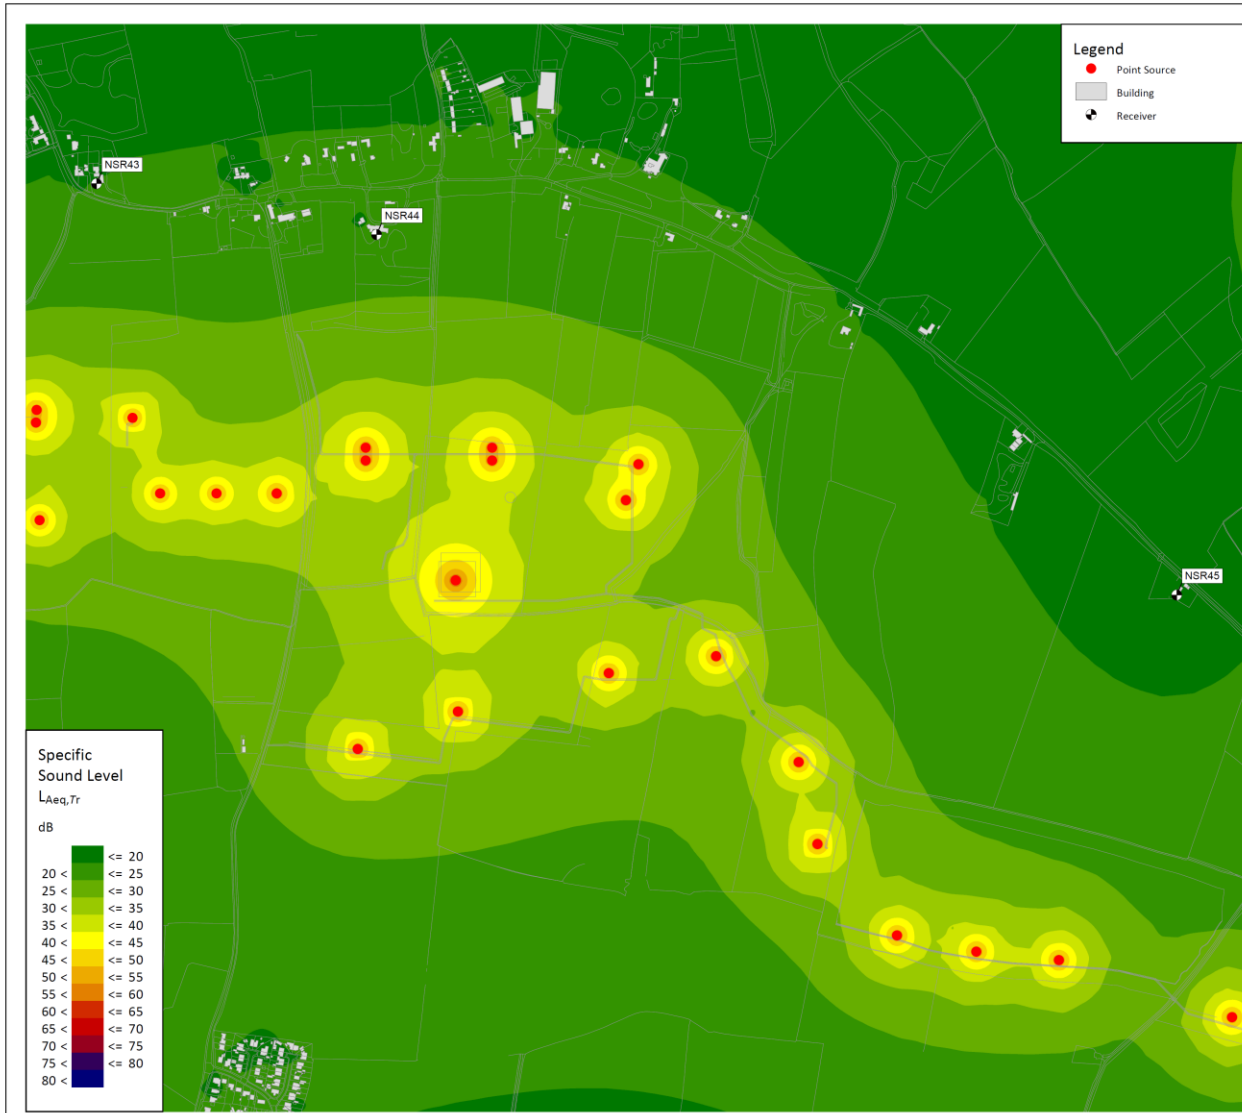 Legend
Point Source
Building
Receiver
NSR43
NSR44
NSR45
Specific
Sound Level
LAeq,Tr
dB
<= 20
20 < <= 25
25 < <= 30
30 < <= 35
35 < <= 40
40 < <= 45
45 < <= 50
50 < <= 55
55 < <= 60
60 < <= 65
65 < <= 70
70 < <= 75
75 < <= 80
80 <